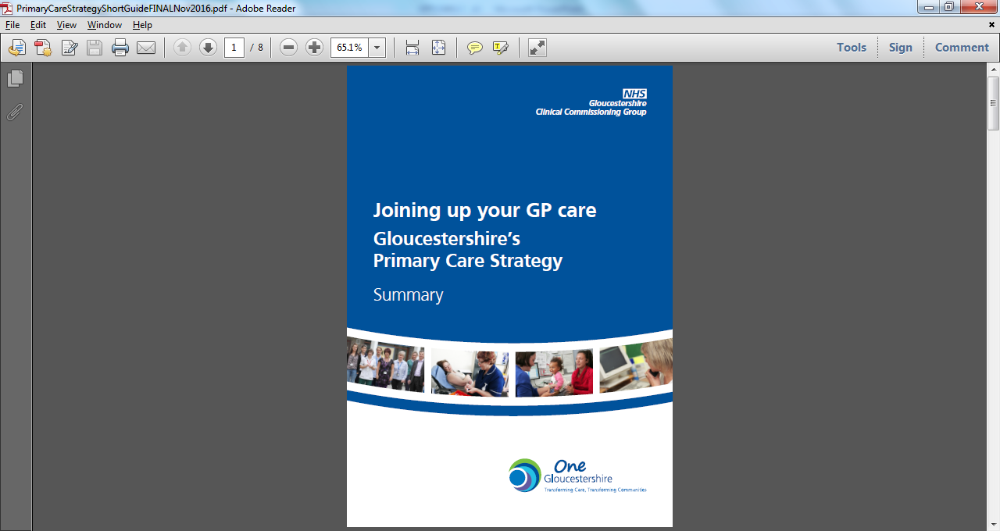 PrimaryCareStrategyShortGuideFINALNov2016.pdf - Adobe Reader
File Edit View Window Help
1 / 8 65.1% Tools Sign Comment
NHS
Gloucestershire
Clinical Commissioning Group
Joining up your GP care
Gloucestershire's
Primary Care Strategy
Summary
One
Gloucestershire
Transforming Care, Transforming Communities